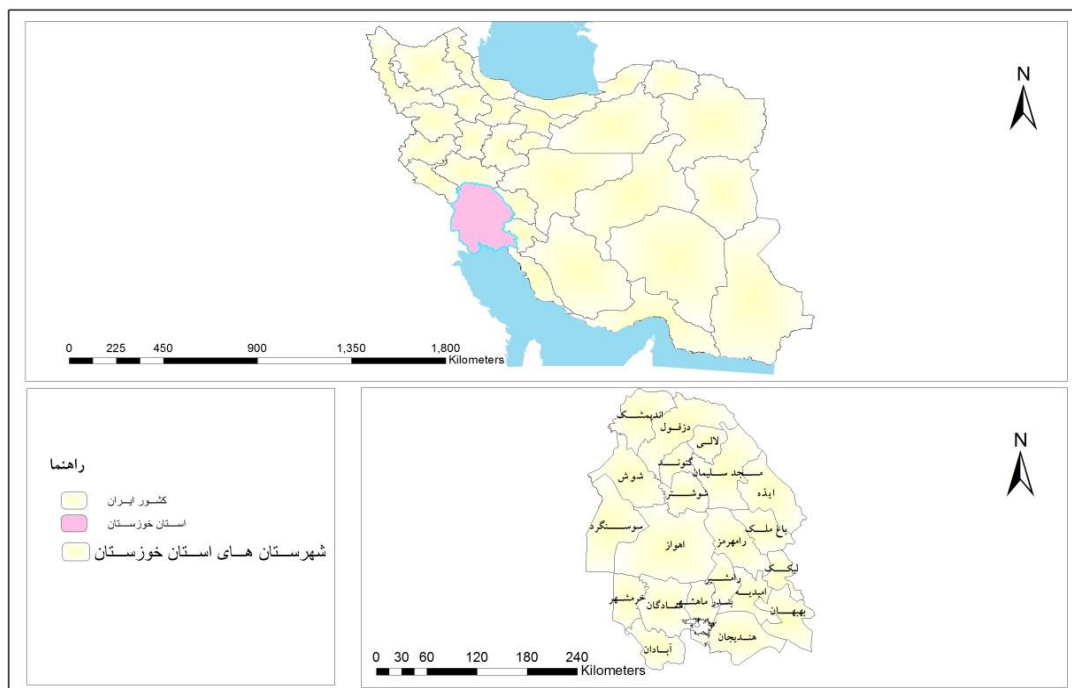 N
0 225 450 900 1,350 1,800
Kilometers
راهنما
کشور ایران
استان خوزستان
شهرستان های استان خوزستان
N
اندیمشک
دزفول
لالی
گتوند
مسجد سلیمان
شوش
شوشتر
ایذه
سوسنگرد
باغ ملک
رامهرمز
اهواز
لیکک
رامشیر
امیدیه
خرمشهر
شادگان
بندر ماهشهر
بهبهان
هندیجان
آبادان
0 30 60 120 180 240
Kilometers